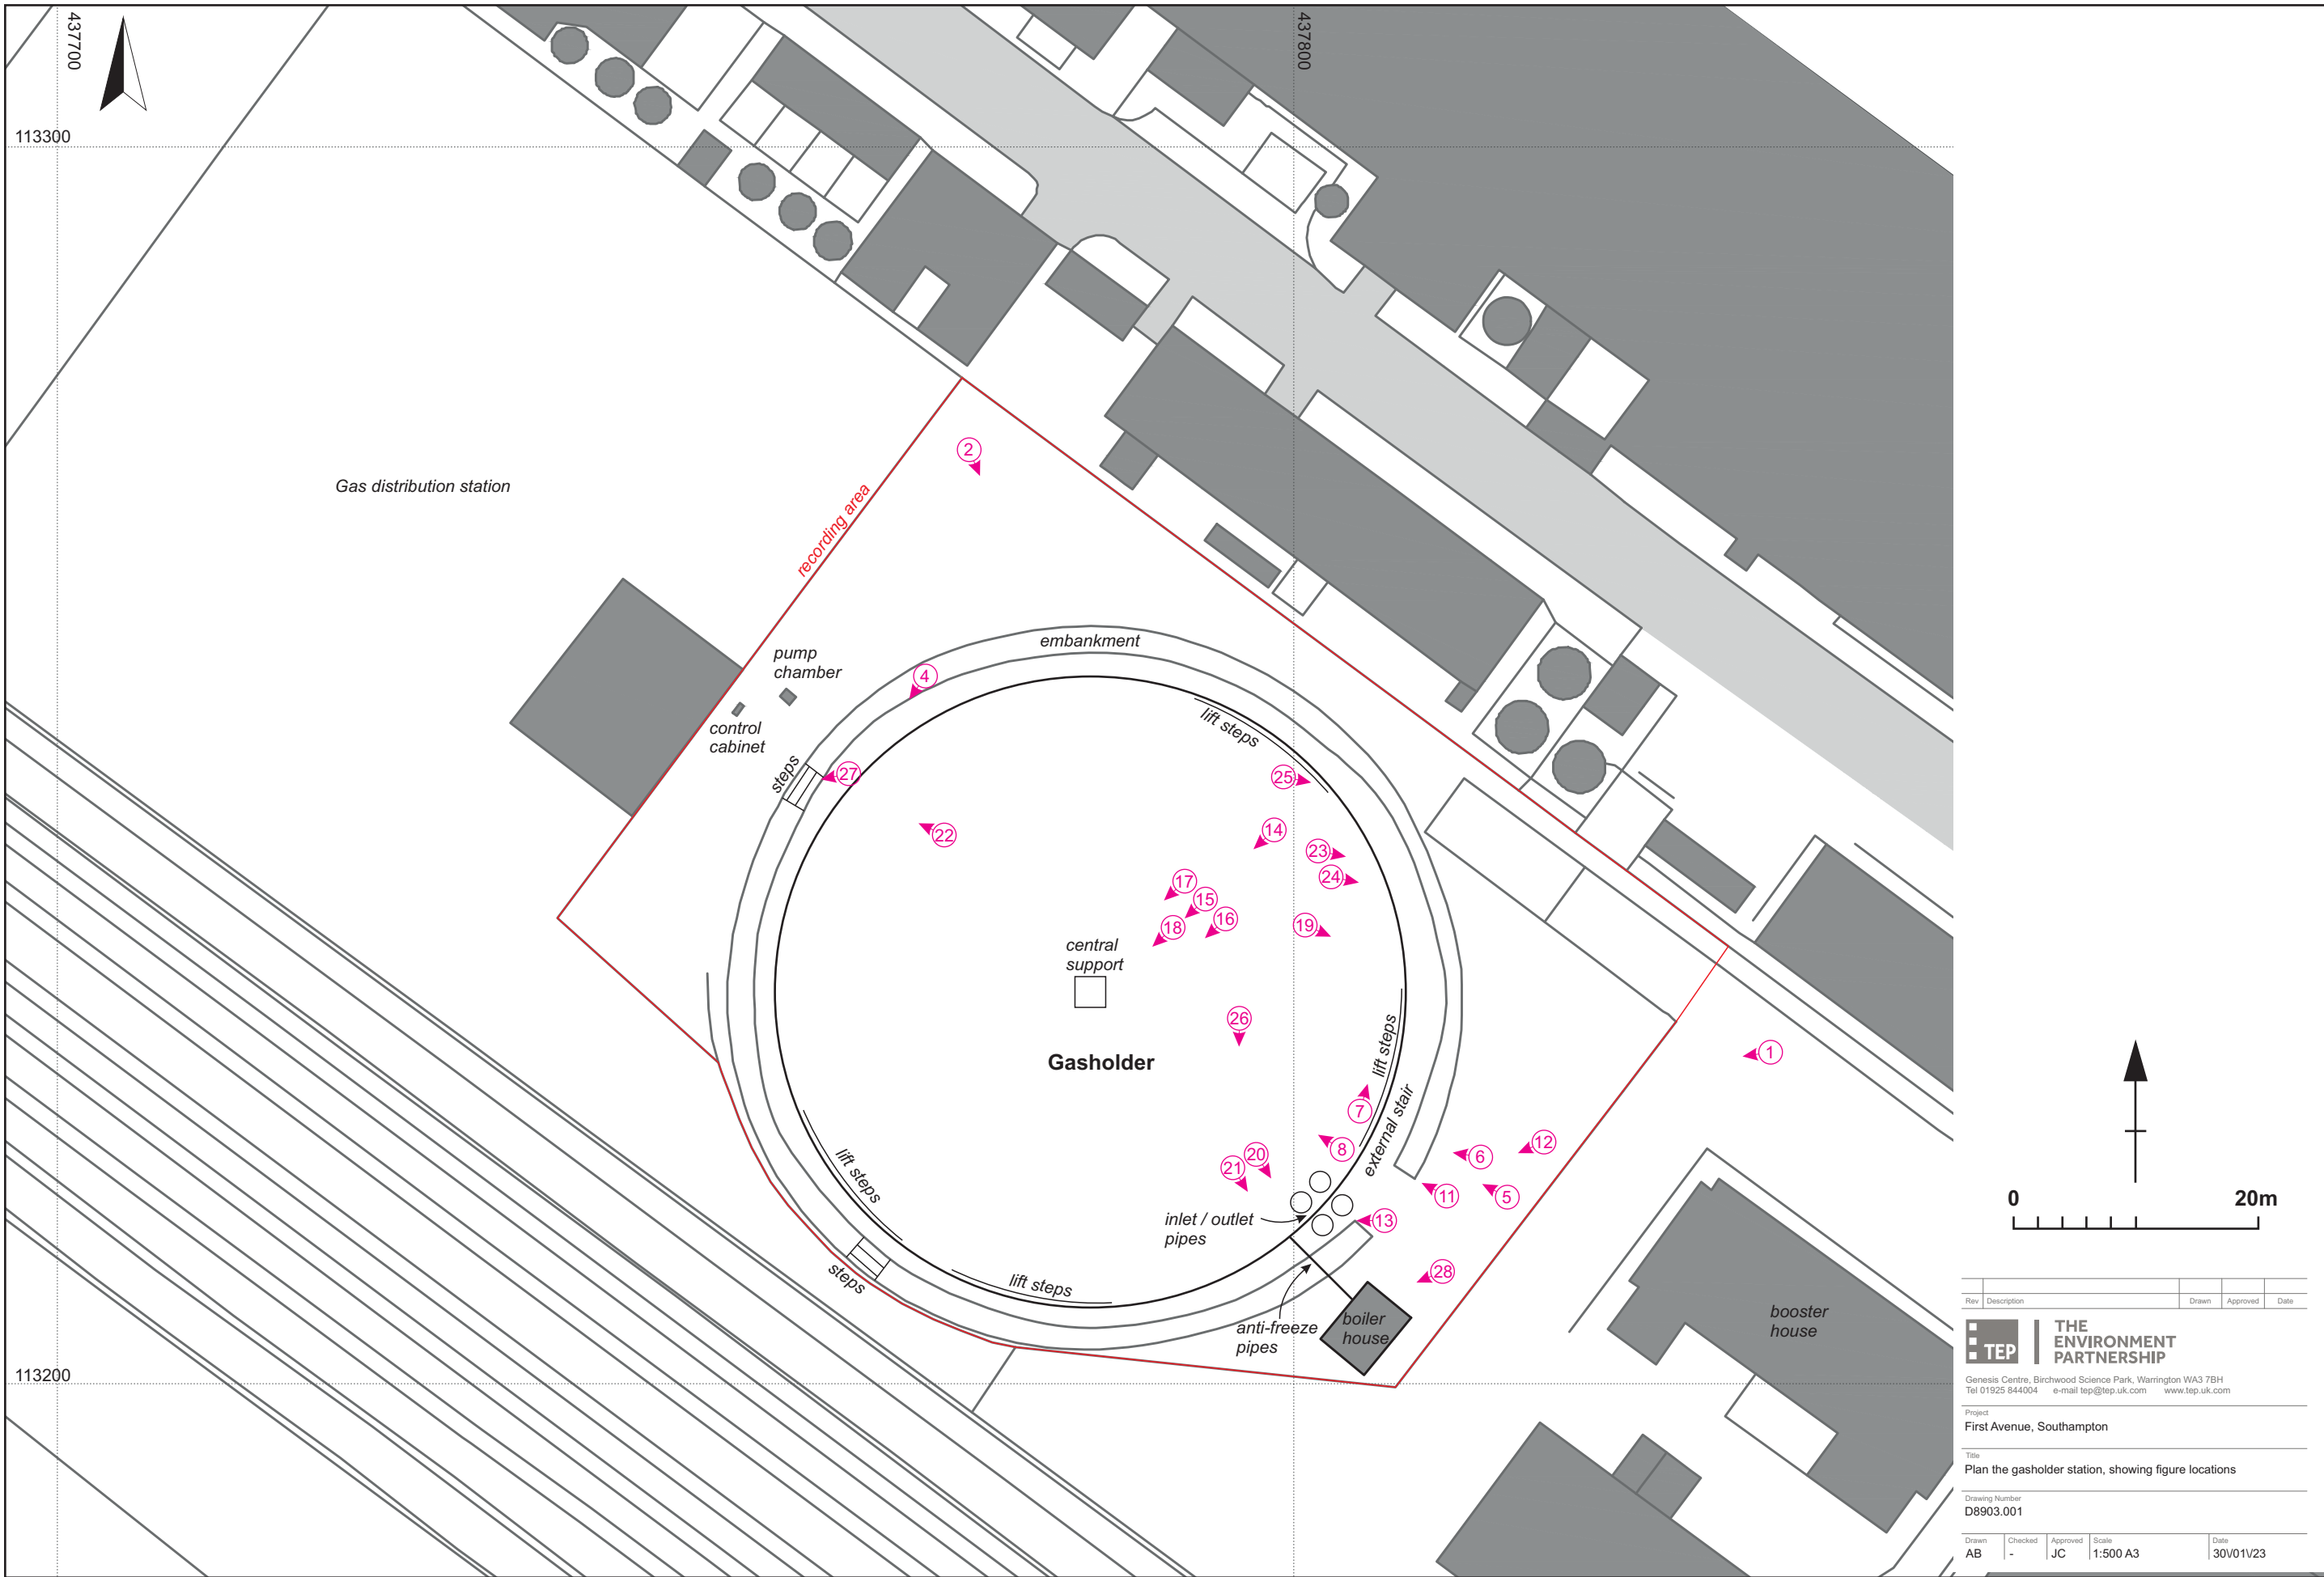 437700
437800
113300
2
Gas distribution station
recording area
embankment
pump
chamber
4
control
cabinet
lift steps
steps
27
25
22
14
23
24
17
15
16
18
19
central
support
26
Gasholder
1
lift steps
7
external stair
8
12
6
20
21
11
5
lift steps
inlet / outlet
pipes
13
steps
28
lift steps
anti-freeze
pipes
boiler
house
booster
house
113200
0 20m
Rev Description Drawn Approved Date
TEP
THE
ENVIRONMENT
PARTNERSHIP
Genesis Centre, Birchwood Science Park, Warrington WA3 7BH
Tel 01925 844004 e-mail tep@tep.uk.com www.tep.uk.com
Project
First Avenue, Southampton
Title
Plan the gasholder station, showing figure locations
Drawing Number
D8903.001
Drawn Checked Approved Scale Date
AB - JC 1:500 A3 30\/01\/23